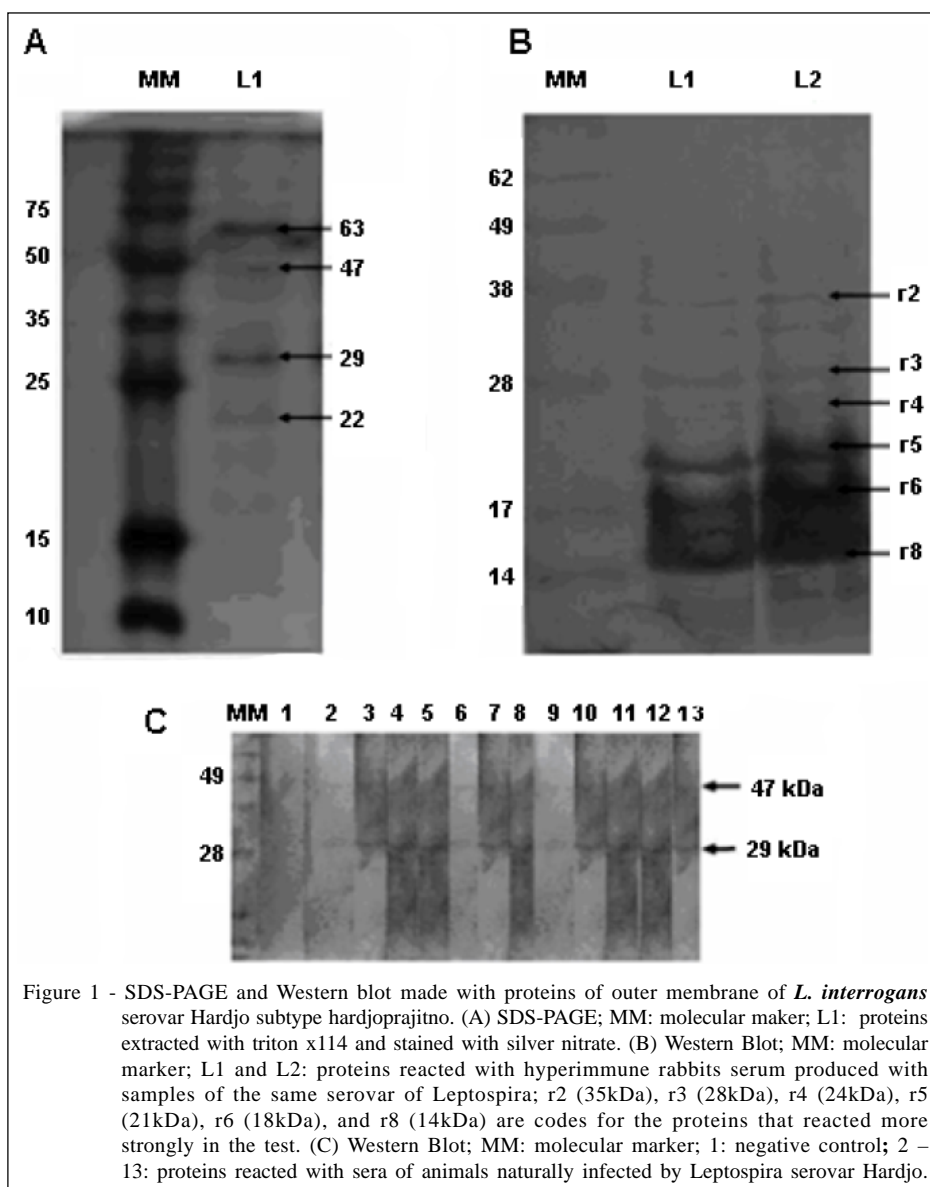 A
B
MM L1
MM L1 L2
75
50
35
25
15
10
63
47
29
22
62
49
38
28
17
14
r2
r3
r4
r5
r6
r8
C
MM 1 2 3 4 5 6 7 8 9 10 11 12 13
49
28
47 kDa
29 kDa
Figure 1 - SDS-PAGE and Western blot made with proteins of outer membrane of L. interrogans
serovar Hardjo subtype hardjoprajitno. (A) SDS-PAGE; MM: molecular maker; L1: proteins
extracted with triton x114 and stained with silver nitrate. (B) Western Blot; MM: molecular
marker; L1 and L2: proteins reacted with hyperimmune rabbits serum produced with
samples of the same serovar of Leptospira; r2 (35kDa), r3 (28kDa), r4 (24kDa), r5
(21kDa), r6 (18kDa), and r8 (14kDa) are codes for the proteins that reacted more
strongly in the test. (C) Western Blot; MM: molecular marker; 1: negative control; 2 –
13: proteins reacted with sera of animals naturally infected by Leptospira serovar Hardjo.